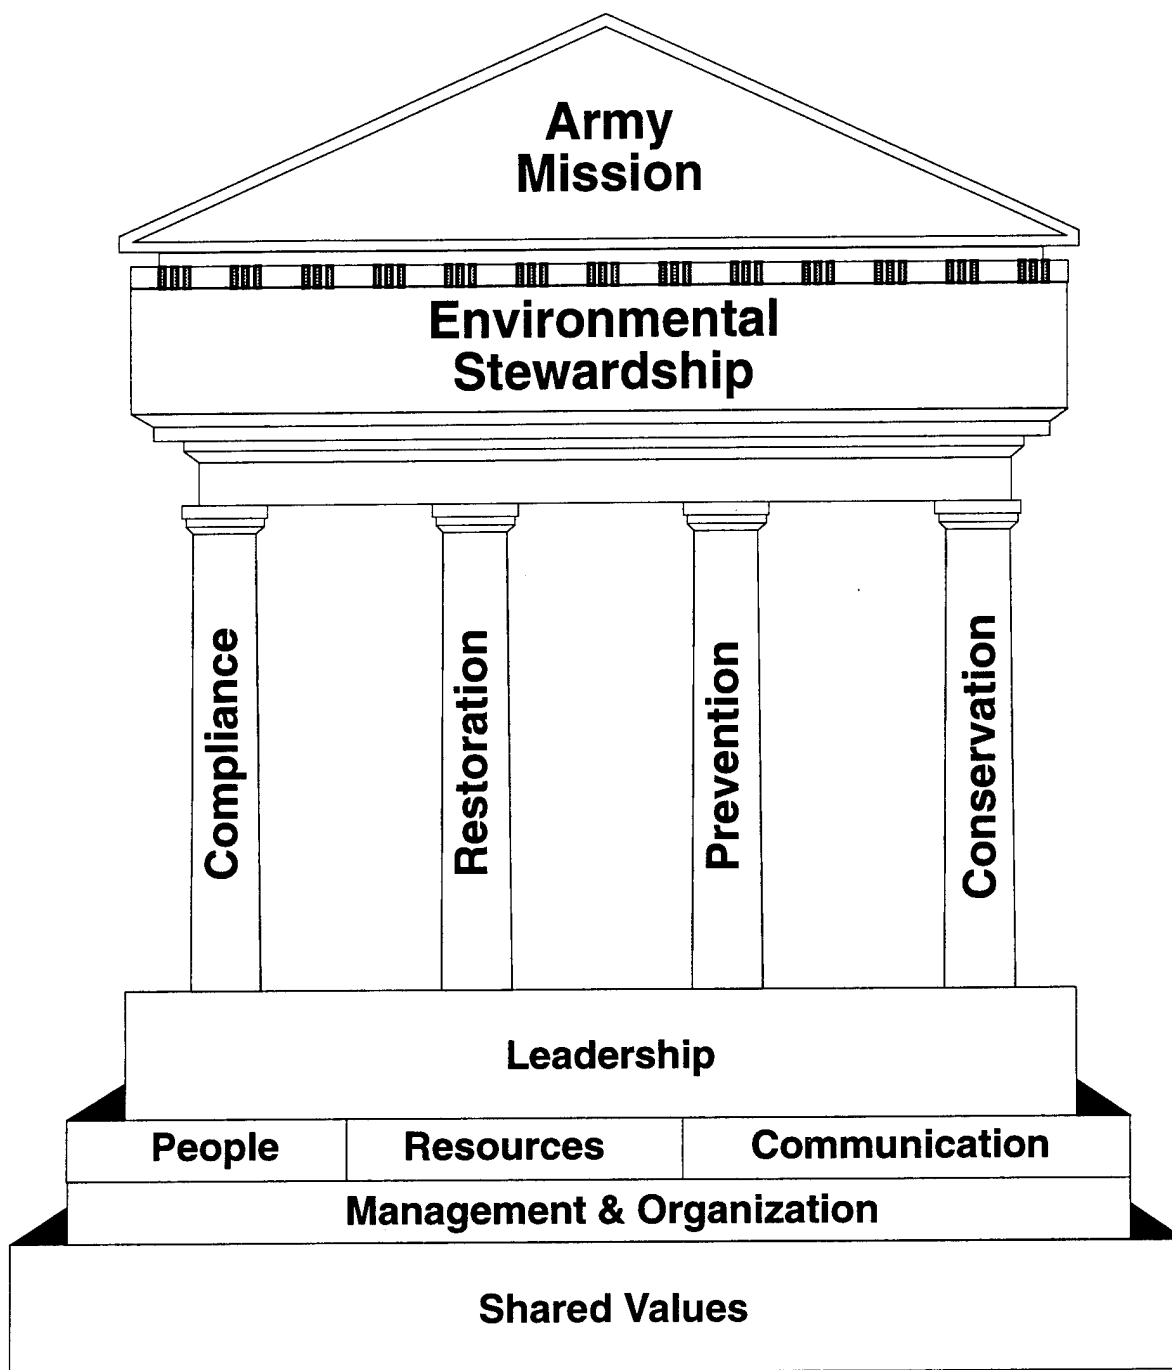 Army
Mission
Environmental
Stewardship
Compliance
Restoration
Prevention
Conservation
Leadership
People
Resources
Communication
Management & Organization
Shared Values